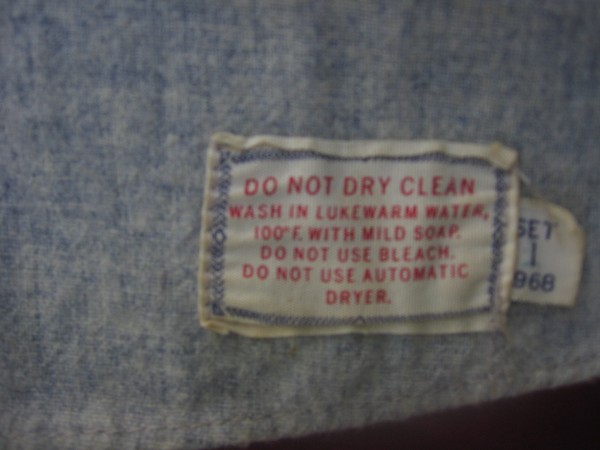 DO NOT DRY CLEAN
WASH IN LUKEWARM WATER,
100°F. WITH MILD SOAP.
DO NOT USE BLEACH.
DO NOT USE AUTOMATIC
DRYER.
SET
1
968